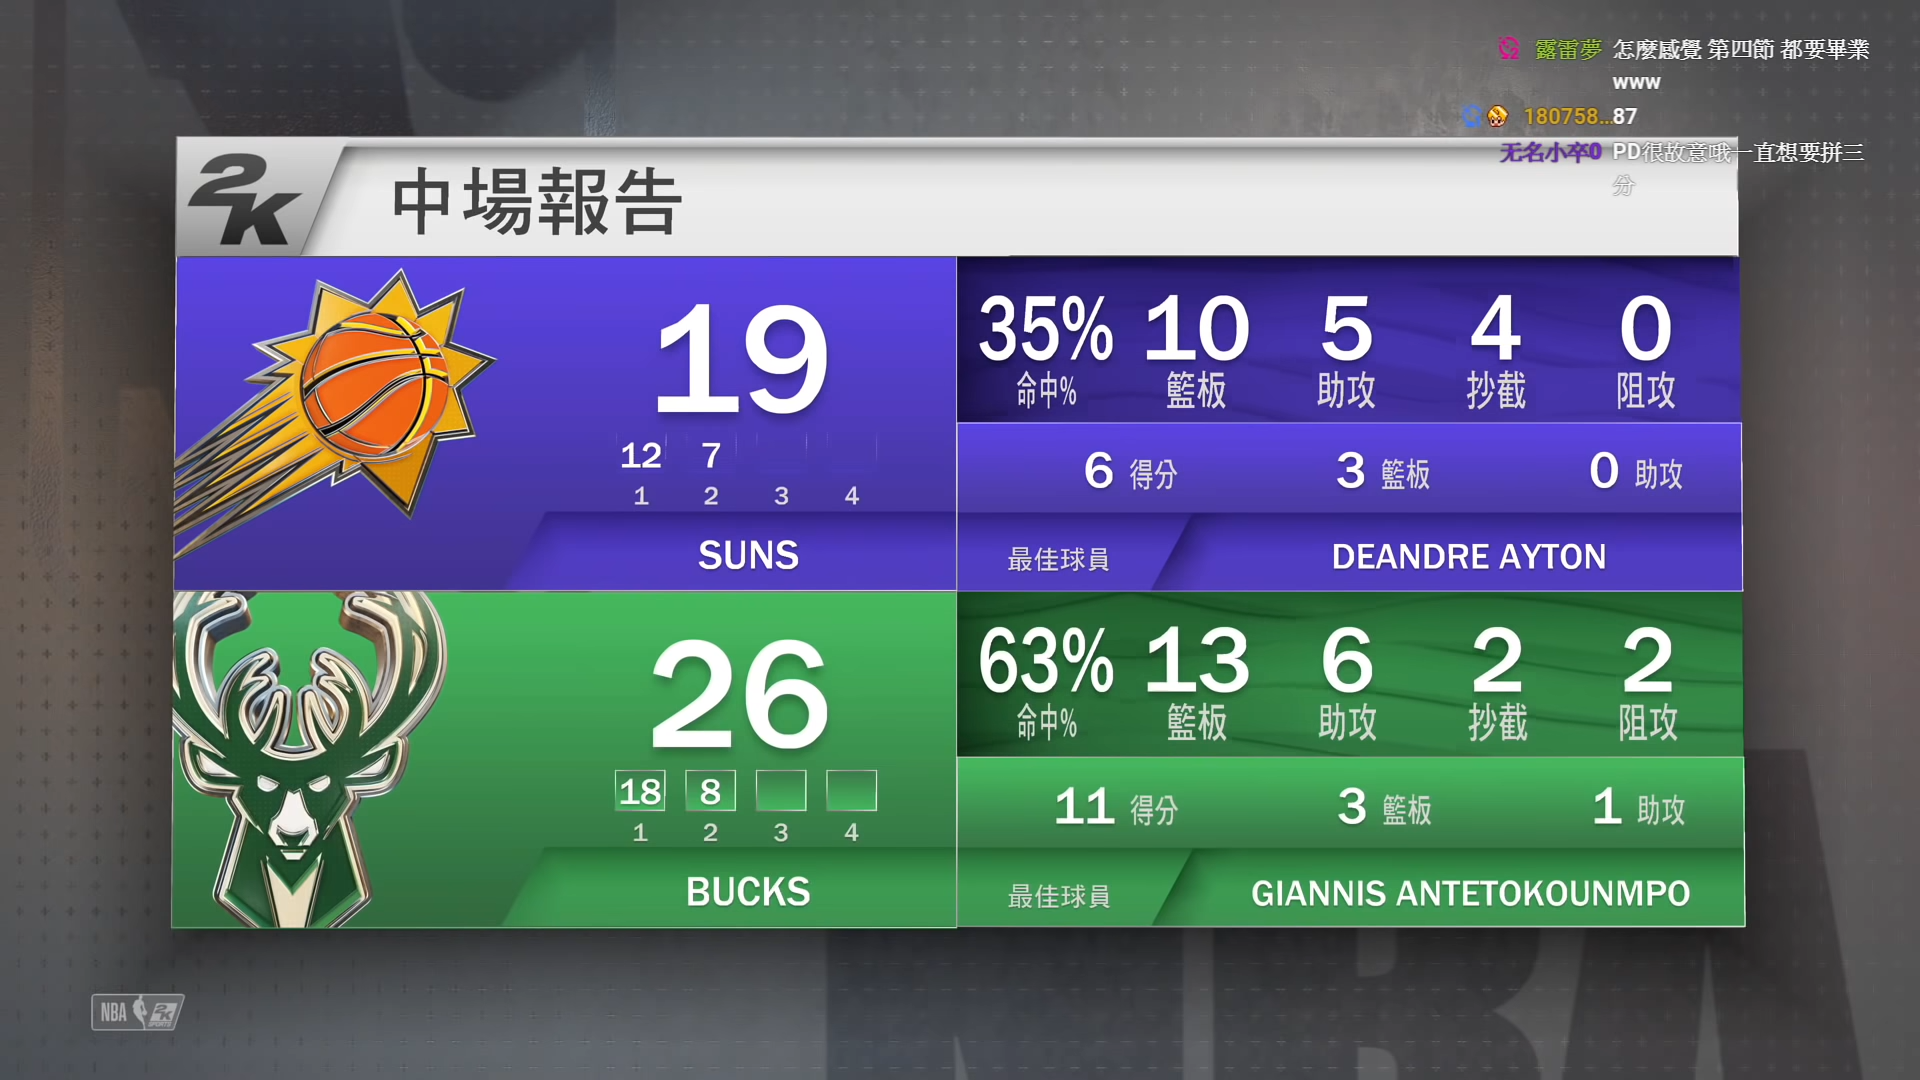 露雷夢 怎麼感覺 第四節 都要畢業
www
180758...87
无名小卒0 PD很故意哦一直想要拼三
分
2K 中場報告
19
12 7
1 2 3 4
SUNS
35% 10 5 4 0
命中% 籃板 助攻 抄截 阻攻
6 得分 3 籃板 0 助攻
最佳球員 DEANDRE AYTON
26
18 8
1 2 3 4
BUCKS
63% 13 6 2 2
命中% 籃板 助攻 抄截 阻攻
11 得分 3 籃板 1 助攻
最佳球員 GIANNIS ANTETOKOUNMPO
NBA 2K SPORTS